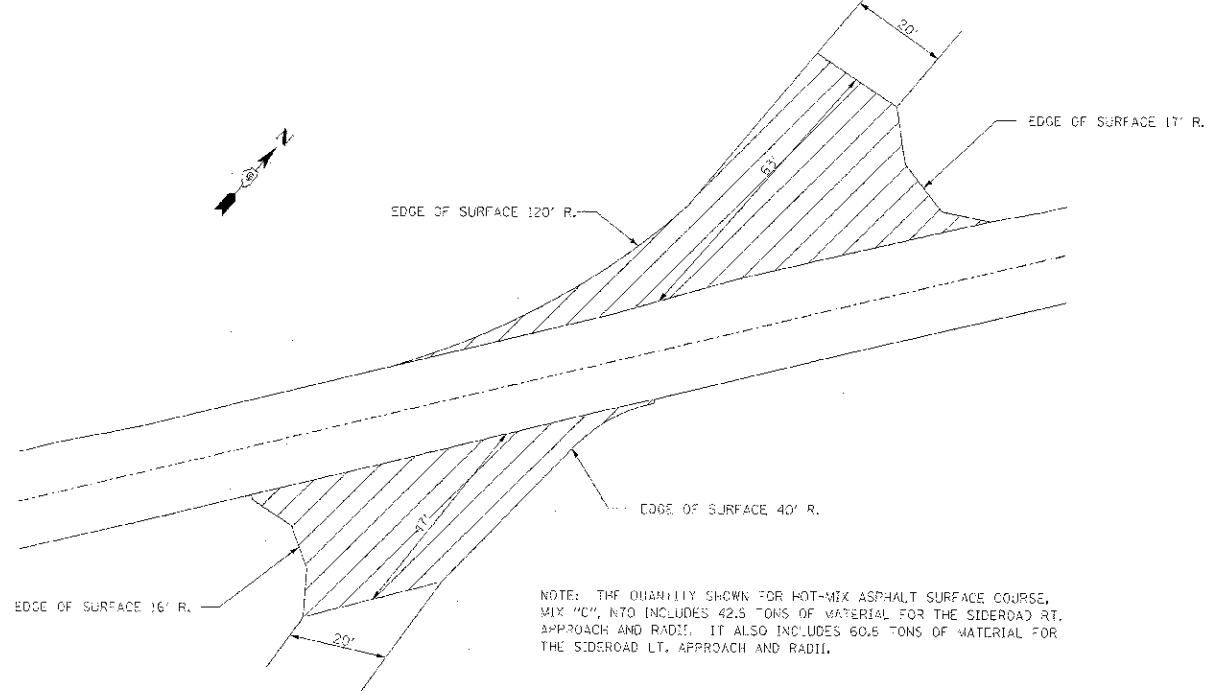 20'
EDGE OF SURFACE 17' R.
N
63'
EDGE OF SURFACE 120' R.
47'
EDGE OF SURFACE 40' R.
EDGE OF SURFACE 16' R.
20'
NOTE: THE QUANTITY SHOWN FOR HOT-MIX ASPHALT SURFACE COURSE,
MIX "C", N70 INCLUDES 42.5 TONS OF MATERIAL FOR THE SIDEROAD RT.
APPROACH AND RADII. IT ALSO INCLUDES 60.5 TONS OF MATERIAL FOR
THE SIDEROAD LT. APPROACH AND RADII.